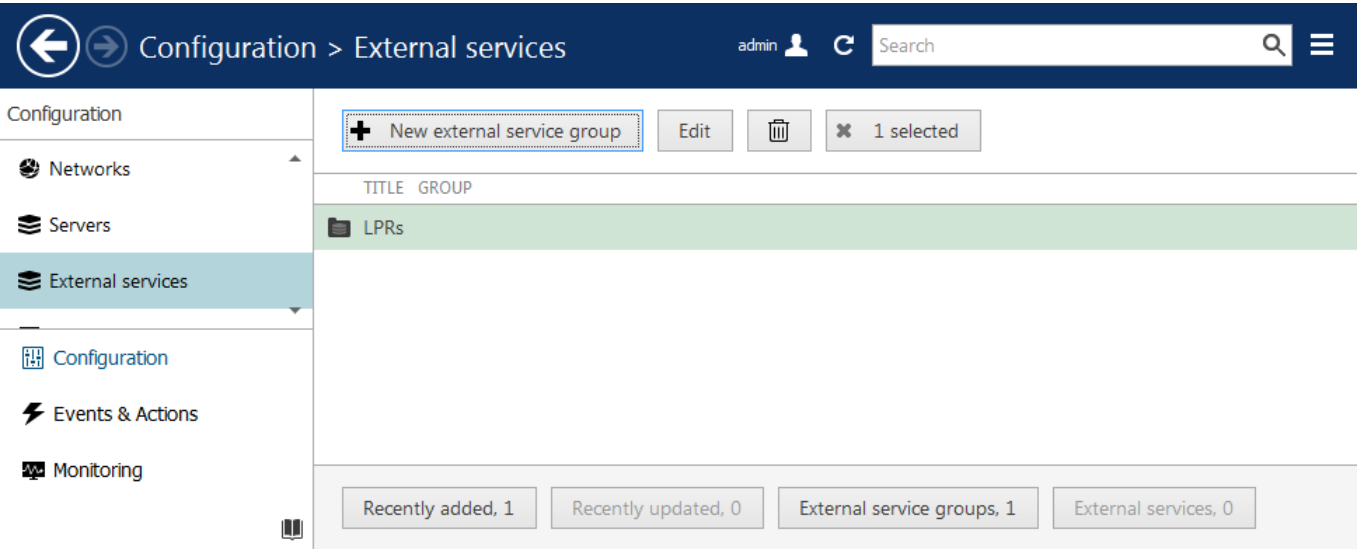 Configuration > External services
admin
Search
Configuration
Networks
Servers
External services
Configuration
Events & Actions
Monitoring
New external service group
Edit
1 selected
TITLE GROUP
LPRs
Recently added, 1
Recently updated, 0
External service groups, 1
External services, 0